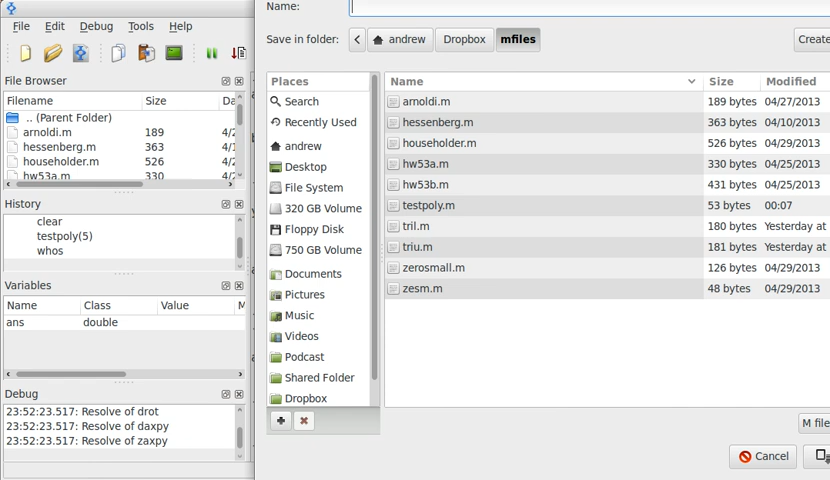 File Edit Debug Tools Help
File Browser
Filename Size Da
.. (Parent Folder)
arnoldi.m 189 4/2
hessenberg.m 363 4/1
householder.m 526 4/2
hw53a.m 330 4/2
History
clear
testpoly(5)
whos
Variables
Name Class Value M
ans double
Debug
23:52:23.517: Resolve of drot
23:52:23.517: Resolve of daxpy
23:52:23.517: Resolve of zaxpy
Name:
Save in folder: andrew Dropbox mfiles Create
Places
Search
Recently Used
andrew
Desktop
File System
320 GB Volume
Floppy Disk
750 GB Volume
Documents
Pictures
Music
Videos
Podcast
Shared Folder
Dropbox
Name Size Modified
arnoldi.m 189 bytes 04/27/2013
hessenberg.m 363 bytes 04/10/2013
householder.m 526 bytes 04/29/2013
hw53a.m 330 bytes 04/25/2013
hw53b.m 431 bytes 04/25/2013
testpoly.m 53 bytes 00:07
tril.m 180 bytes Yesterday at
triu.m 181 bytes Yesterday at
zerosmall.m 126 bytes 04/29/2013
zesm.m 48 bytes 04/29/2013
M file
Cancel